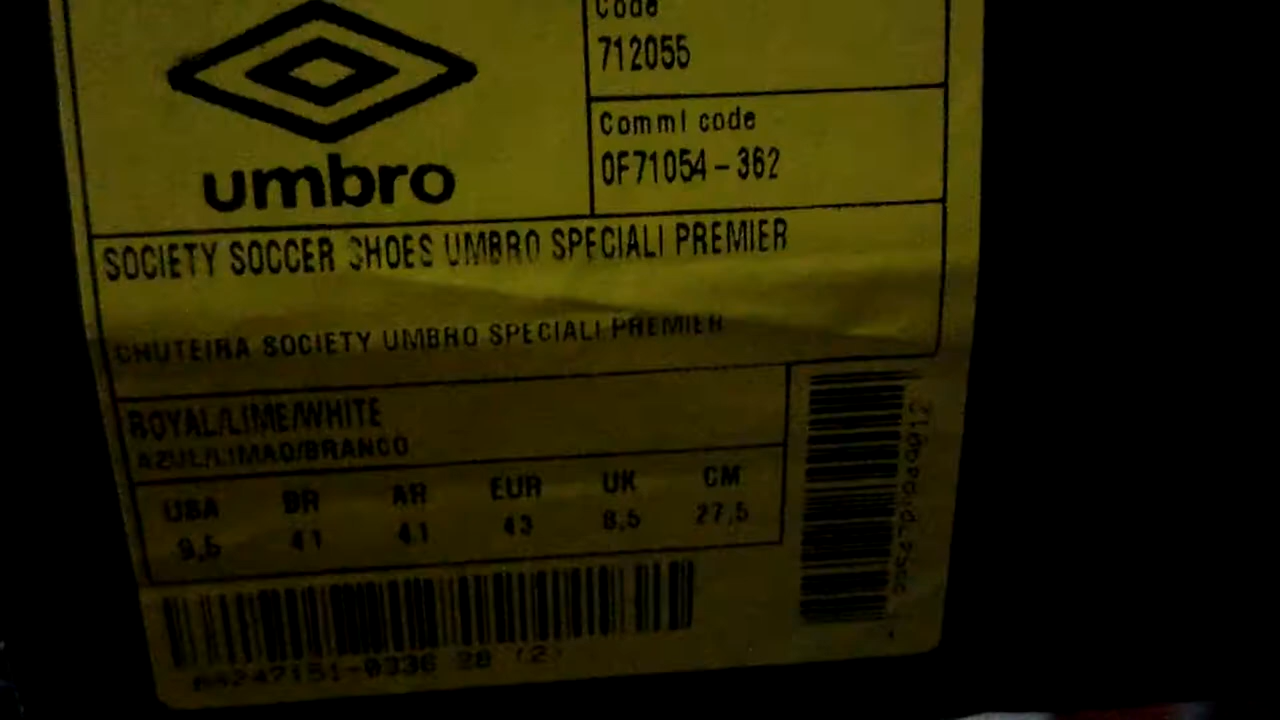 Code
712055
Comml code
0F71054-362
umbro
SOCIETY SOCCER SHOES UMBRO SPECIALI PREMIER
CHUTEIRA SOCIETY UMBRO SPECIALI PREMIER
ROYAL/LIME/WHITE
AZUL/LIMAO/BRANCO
USA BR AR EUR UK CM
9,5 41 41 43 8,5 27,5